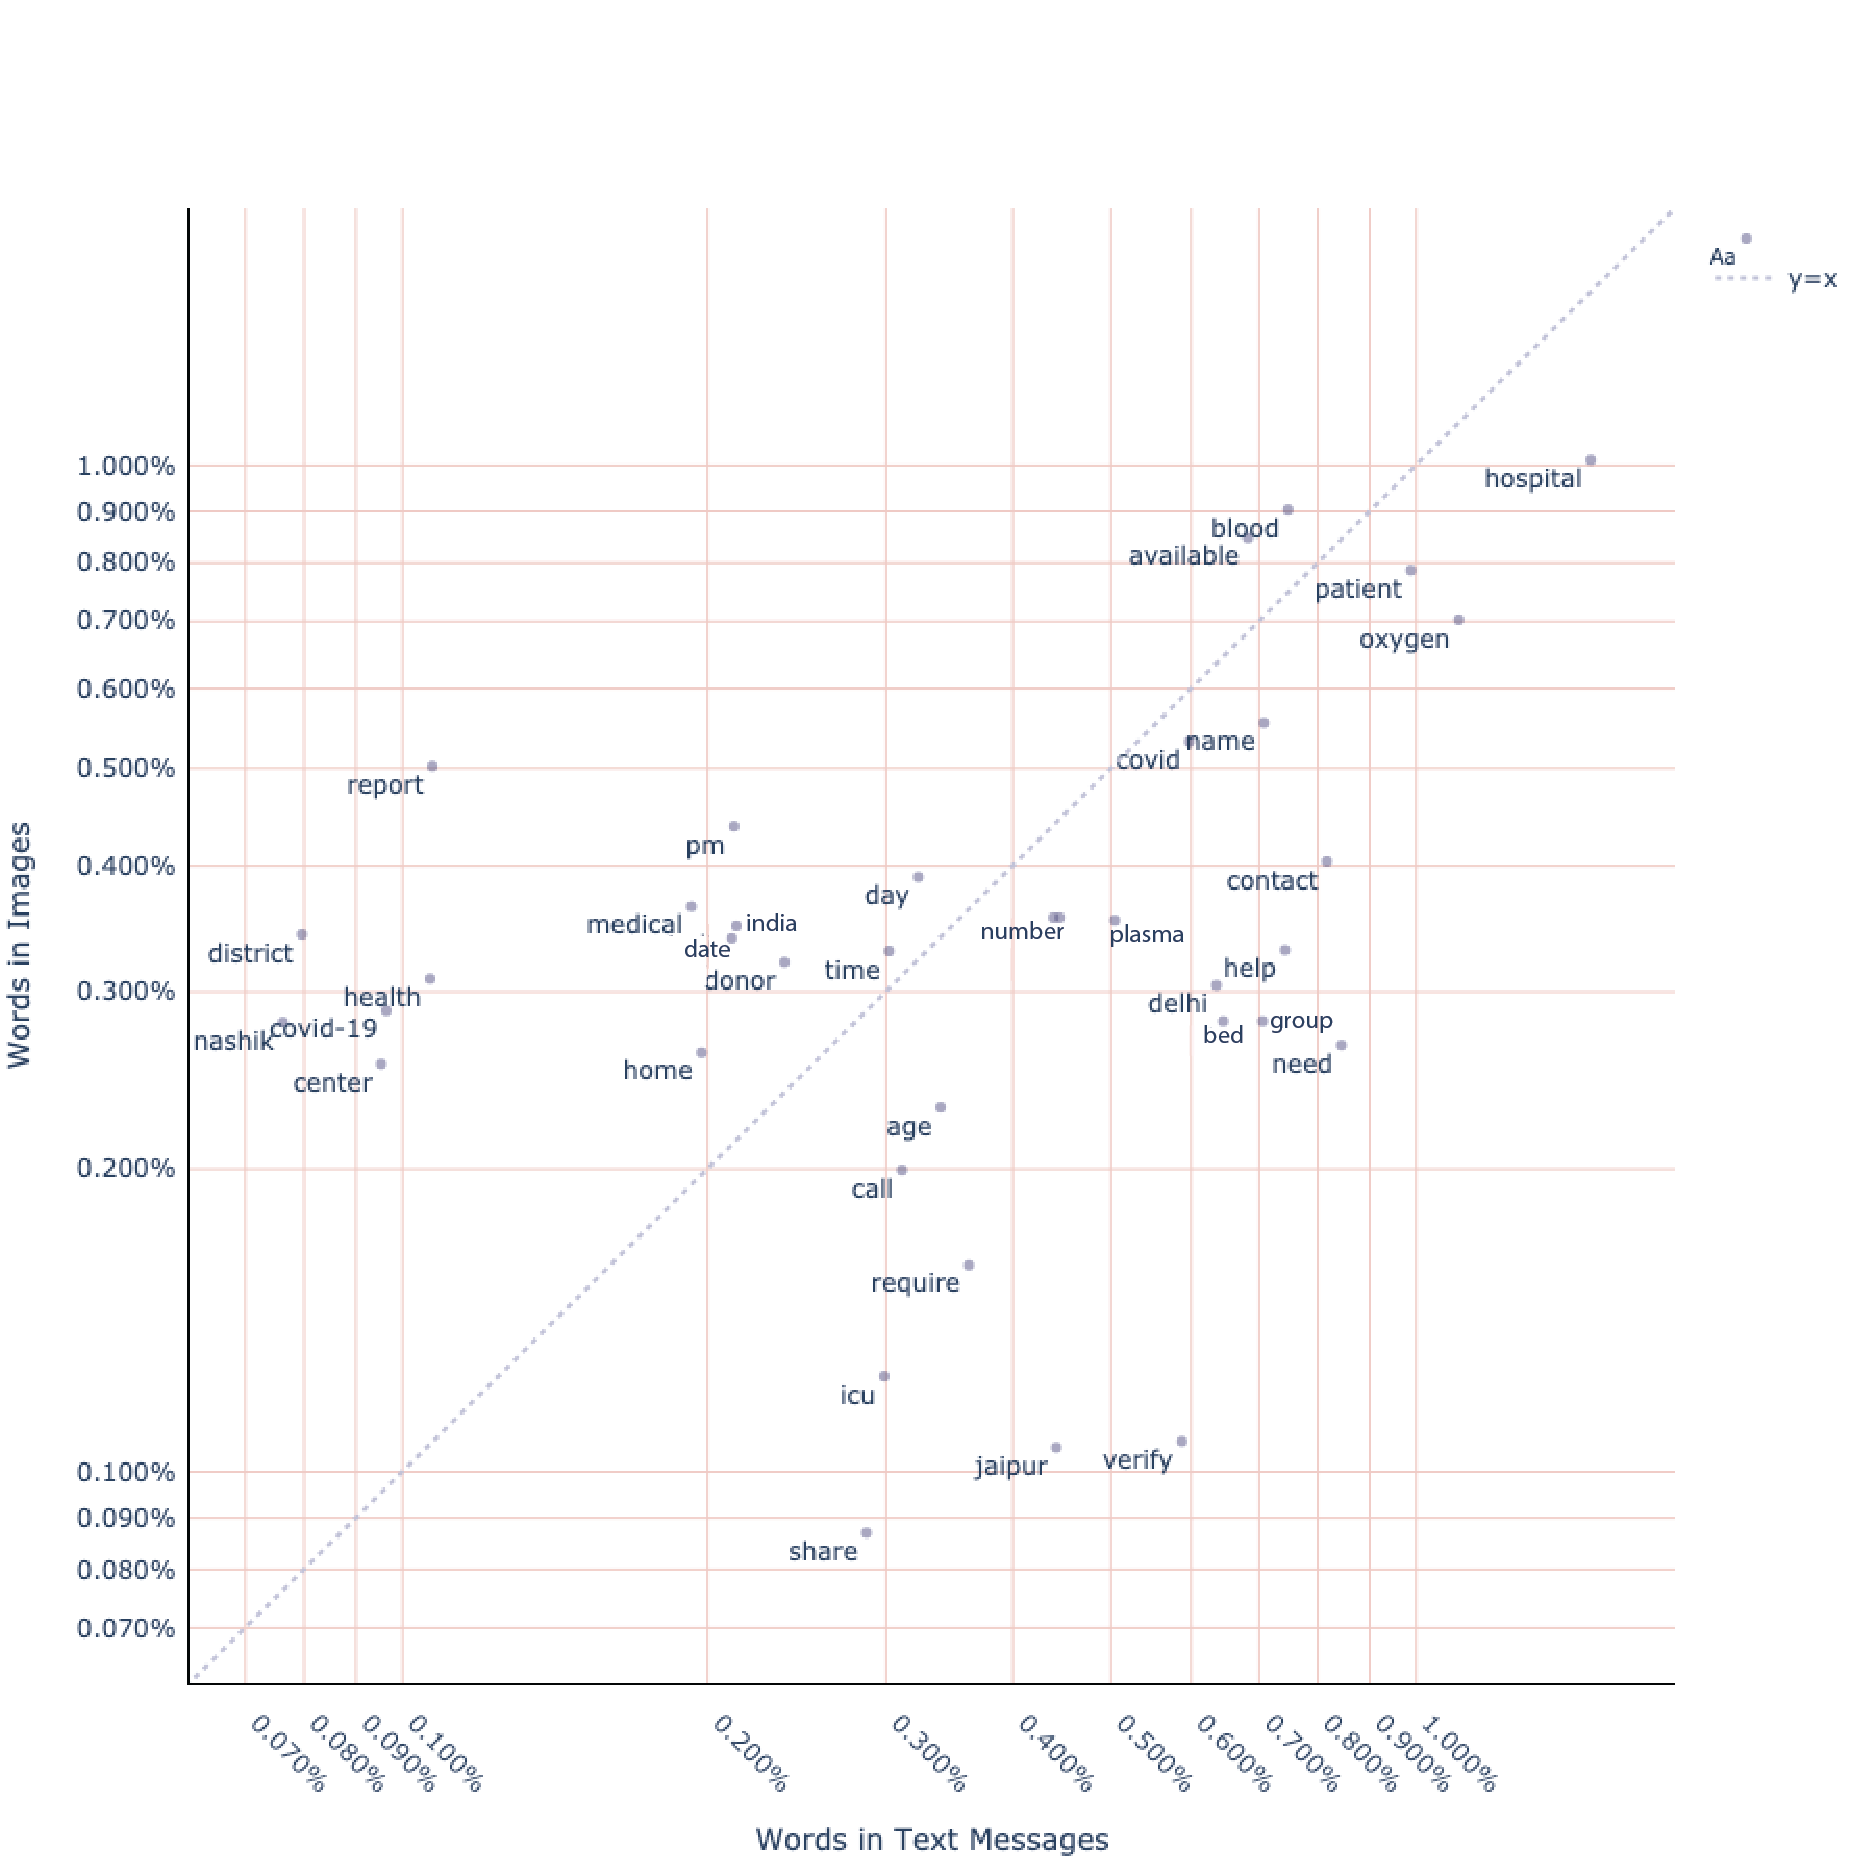 Aa
y=x
1.000%
hospital
0.900%
blood
available
0.800%
patient
0.700%
oxygen
0.600%
name
covid
0.500%
report
pm
0.400%
contact
day
medical
india
number
plasma
date
district
help
time
donor
0.300%
health
delhi
covid-19
group
nashik
bed
need
home
center
age
0.200%
call
require
icu
jaipur
verify
0.100%
0.090%
share
0.080%
0.070%
0.070%
0.080%
0.090%
0.100%
0.200%
0.300%
0.400%
0.500%
0.600%
0.700%
0.800%
0.900%
1.000%
Words in Images
Words in Text Messages